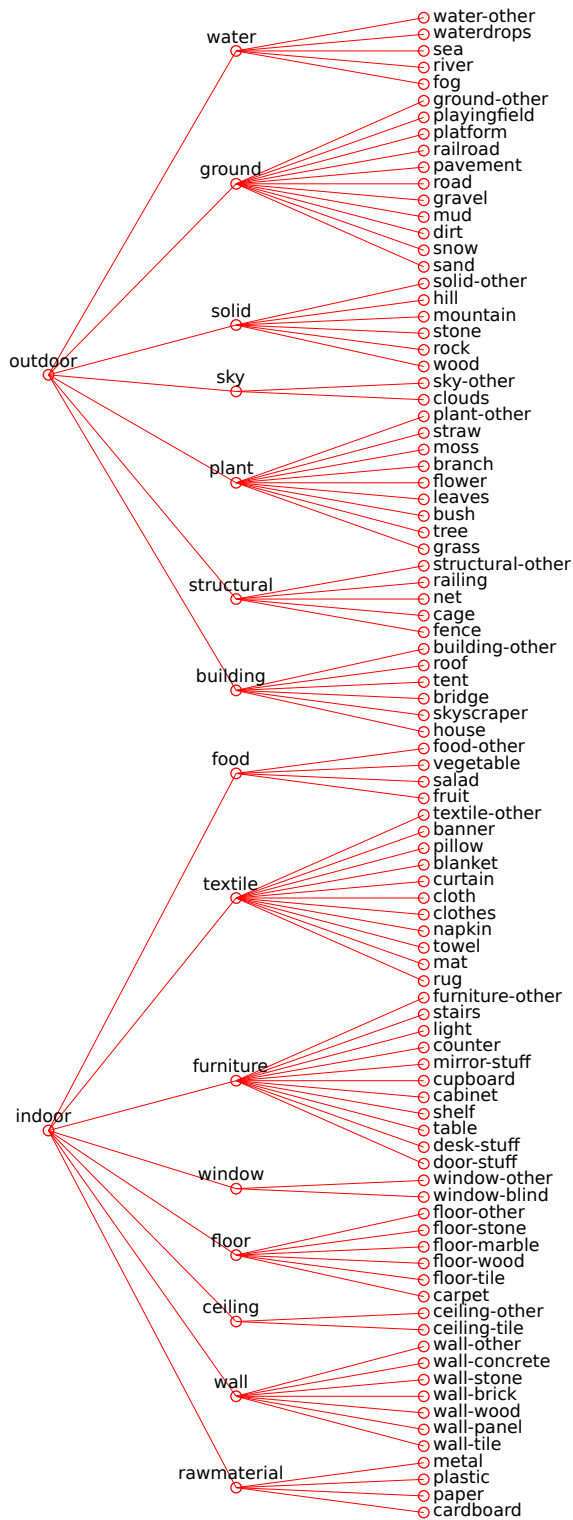 outdoor
water
water-other
waterdrops
sea
river
fog
ground
ground-other
playingfield
platform
railroad
pavement
road
gravel
mud
dirt
snow
sand
solid
solid-other
hill
mountain
stone
rock
wood
sky
sky-other
clouds
plant
plant-other
straw
moss
branch
flower
leaves
bush
tree
grass
structural
structural-other
railing
net
cage
fence
building
building-other
roof
tent
bridge
skyscraper
house
indoor
food
food-other
vegetable
salad
fruit
textile
textile-other
banner
pillow
blanket
curtain
cloth
clothes
napkin
towel
mat
rug
furniture
furniture-other
stairs
light
counter
mirror-stuff
cupboard
cabinet
shelf
table
desk-stuff
door-stuff
window
window-other
window-blind
floor
floor-other
floor-stone
floor-marble
floor-wood
floor-tile
carpet
ceiling
ceiling-other
ceiling-tile
wall
wall-other
wall-concrete
wall-stone
wall-brick
wall-wood
wall-panel
wall-tile
rawmaterial
metal
plastic
paper
cardboard